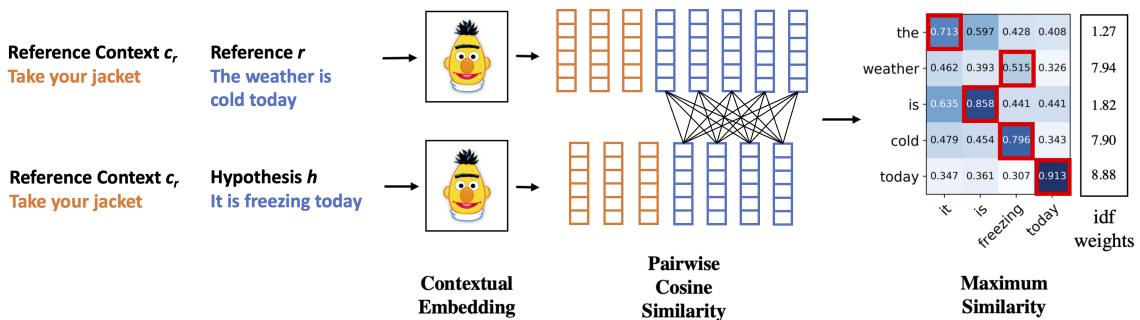 Reference Context cᵣ
Take your jacket
Reference r
The weather is
cold today
Reference Context cᵣ
Take your jacket
Hypothesis h
It is freezing today
Contextual
Embedding
Pairwise
Cosine
Similarity
the 0.713 0.597 0.428 0.408 1.27
weather 0.462 0.393 0.515 0.326 7.94
is 0.635 0.858 0.441 0.441 1.82
cold 0.479 0.454 0.796 0.343 7.90
today 0.347 0.361 0.307 0.913 8.88
it is freezing today
idf
weights
Maximum
Similarity